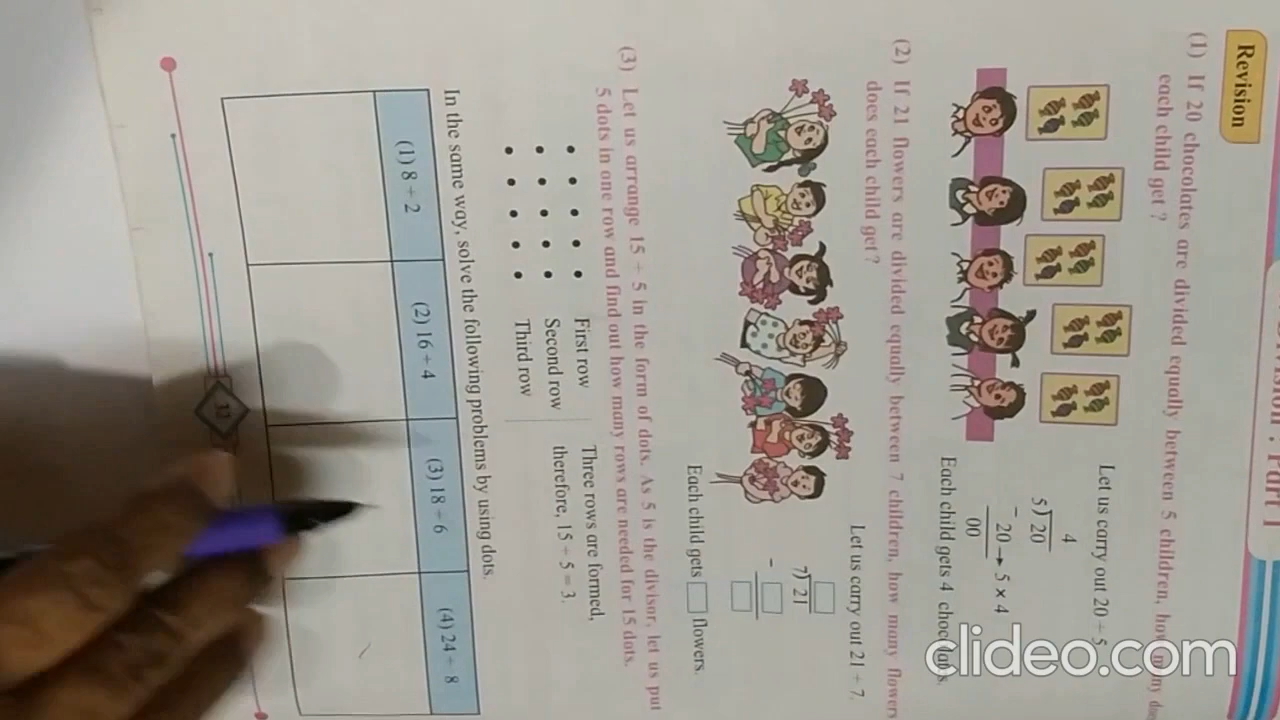 Revision
(1) If 20 chocolates are divided equally between 5 children,
each child get ?
Let us carry out 20 ÷ 5.
4
5)20
- 20 → 5 × 4
00
Each child gets 4 chocolates.
(2) If 21 flowers are divided equally between 7 children, how many flowers
does each child get?
Let us carry out 21 ÷ 7.
7)21
-
Each child gets □ flowers.
(3) Let us arrange 15 ÷ 5 in the form of dots. As 5 is the divisor, let us put
5 dots in one row and find out how many rows are needed for 15 dots.
First row
Second row
Third row
Three rows are formed,
therefore, 15 ÷ 5 = 3.
In the same way, solve the following problems by using dots.
(1) 8 ÷ 2
(2) 16 ÷ 4
(3) 18 ÷ 6
(4) 24 ÷ 8
clideo.com